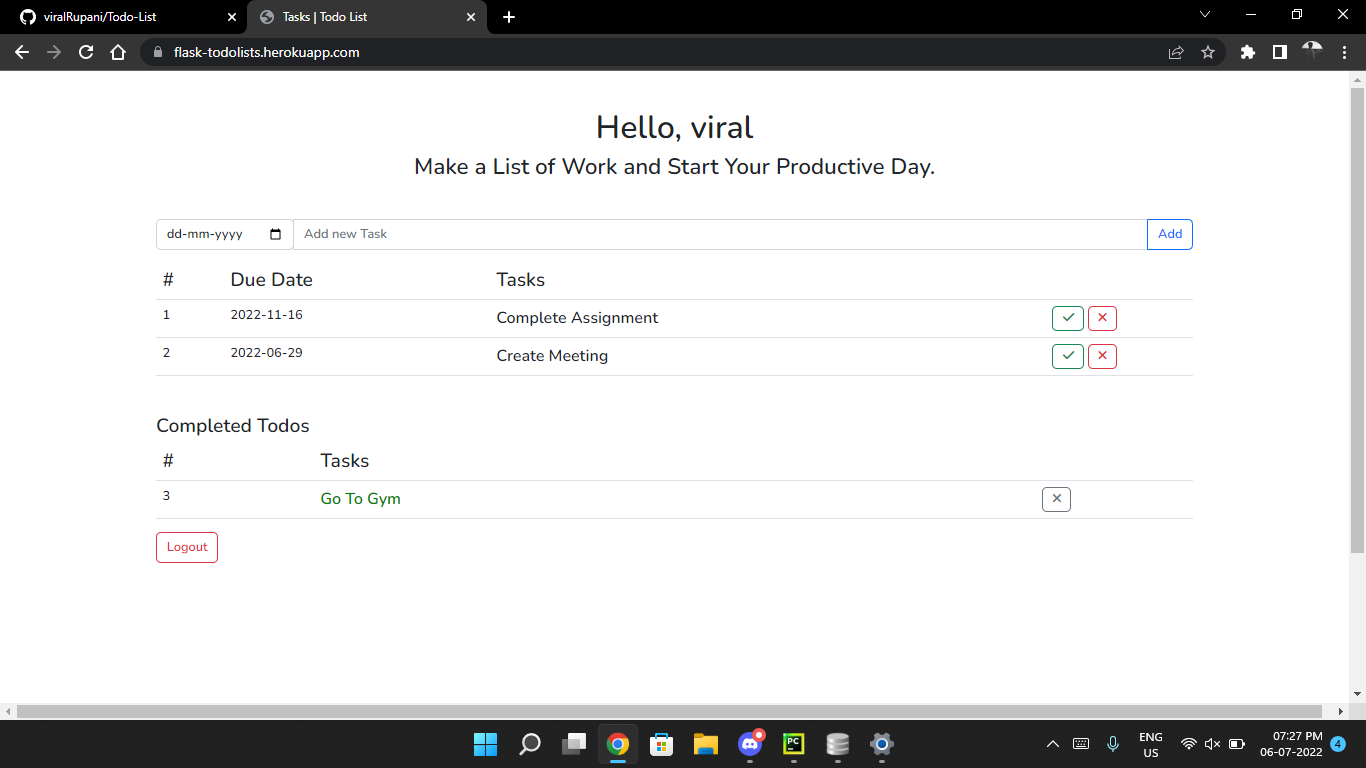 viralRupani/Todo-List
Tasks | Todo List
flask-todolists.herokuapp.com
Hello, viral
Make a List of Work and Start Your Productive Day.
dd-mm-yyyy Add new Task Add
# Due Date Tasks
1 2022-11-16 Complete Assignment
2 2022-06-29 Create Meeting
Completed Todos
# Tasks
3 Go To Gym
Logout
PC
ENG
US
07:27 PM
06-07-2022
4